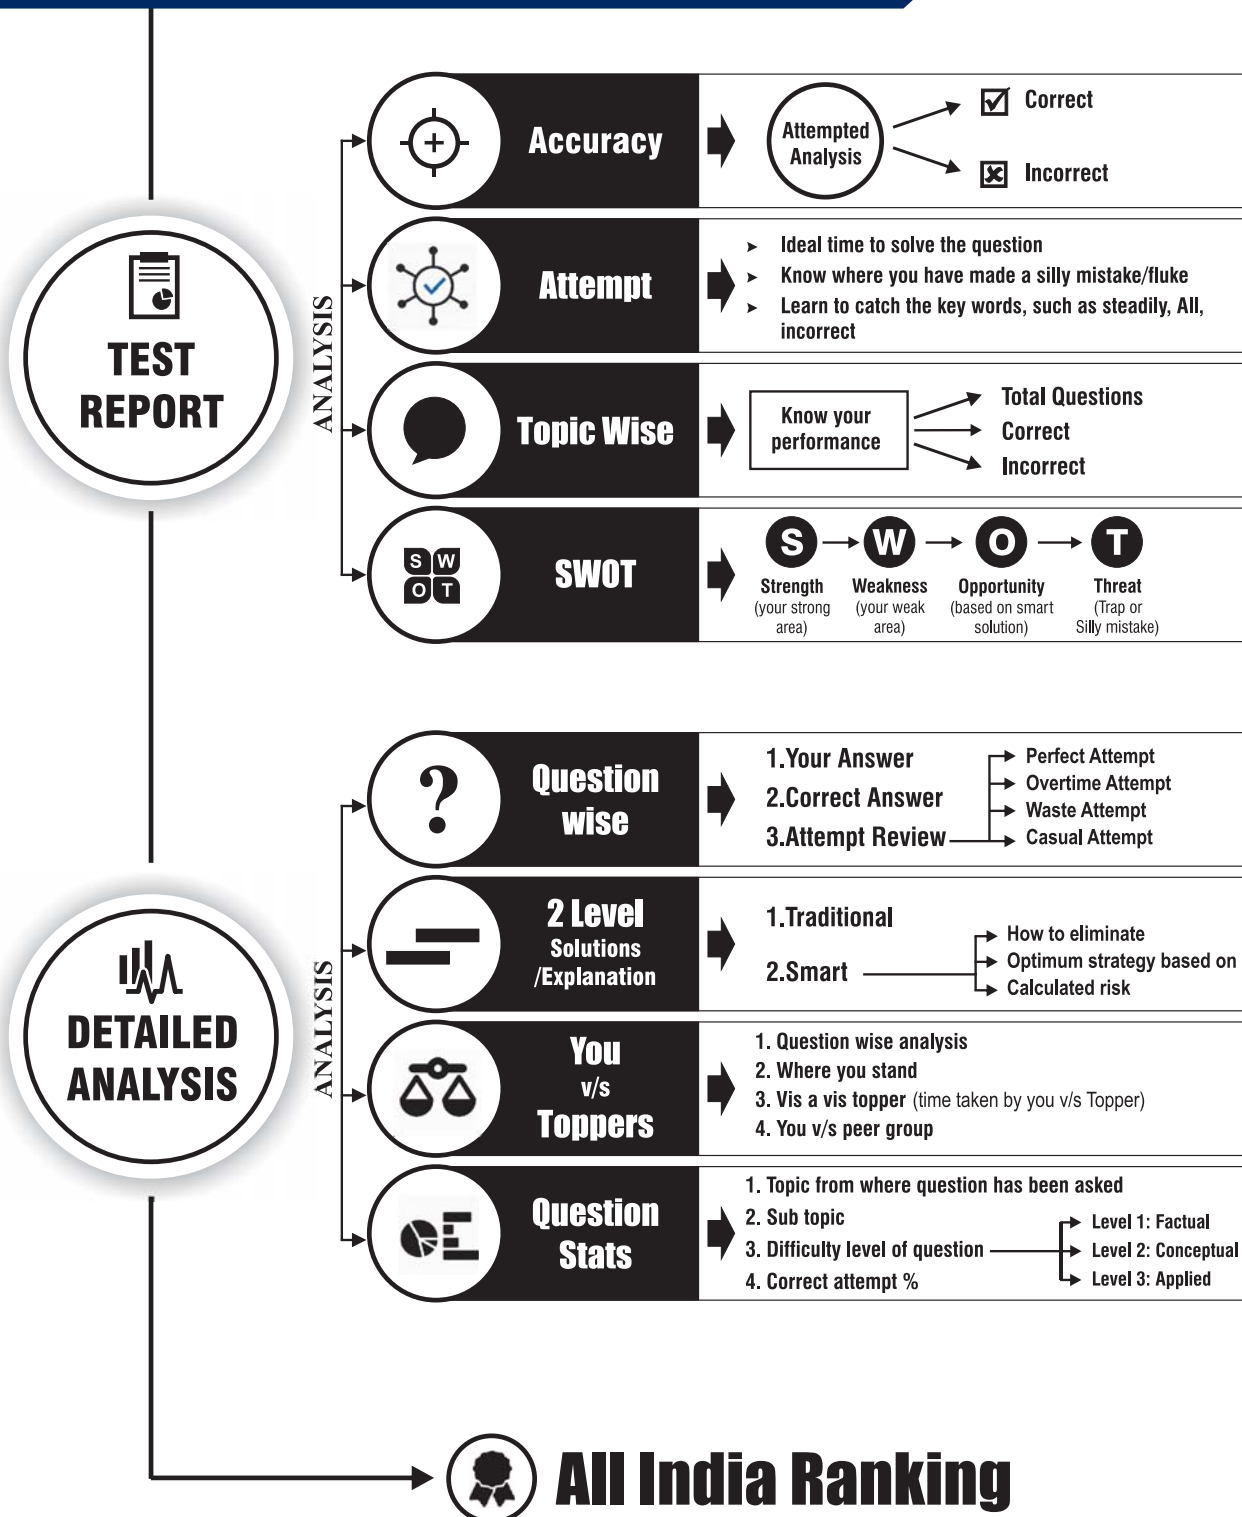 TEST
REPORT
ANALYSIS
Accuracy
Attempted
Analysis
Correct
Incorrect
Attempt
➤ Ideal time to solve the question
➤ Know where you have made a silly mistake/fluke
➤ Learn to catch the key words, such as steadily, All,
incorrect
Topic Wise
Know your
performance
Total Questions
Correct
Incorrect
S W
O T
SWOT
S W O T
Strength Weakness Opportunity Threat
(your strong (your weak (based on smart (Trap or
area) area) solution) Silly mistake)
DETAILED
ANALYSIS
ANALYSIS
?
Question
wise
1.Your Answer
2.Correct Answer
3.Attempt Review
Perfect Attempt
Overtime Attempt
Waste Attempt
Casual Attempt
2 Level
Solutions
/Explanation
1.Traditional
2.Smart
How to eliminate
Optimum strategy based on
Calculated risk
You
v/s
Toppers
1. Question wise analysis
2. Where you stand
3. Vis a vis topper (time taken by you v/s Topper)
4. You v/s peer group
Question
Stats
1. Topic from where question has been asked
2. Sub topic
3. Difficulty level of question
4. Correct attempt %
Level 1: Factual
Level 2: Conceptual
Level 3: Applied
All India Ranking